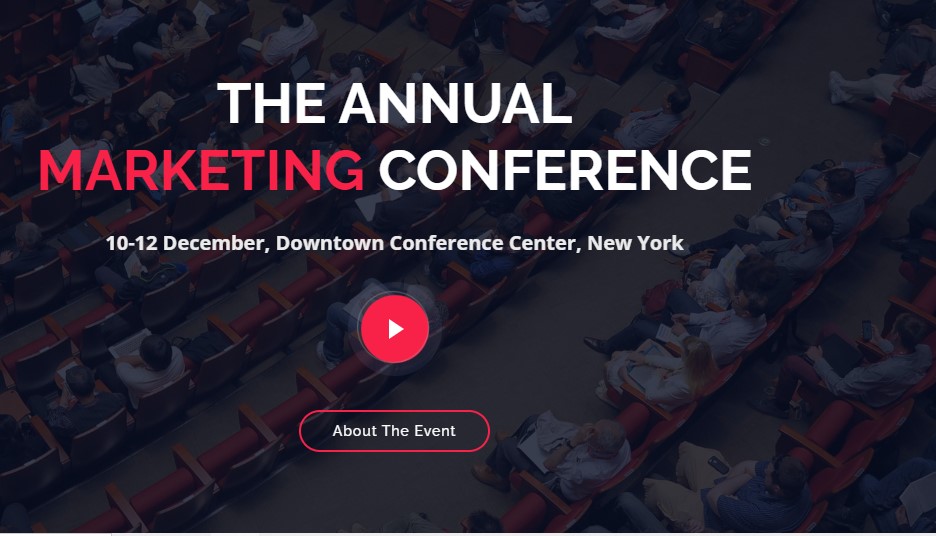 THE ANNUAL
MARKETING CONFERENCE
10-12 December, Downtown Conference Center, New York
About The Event